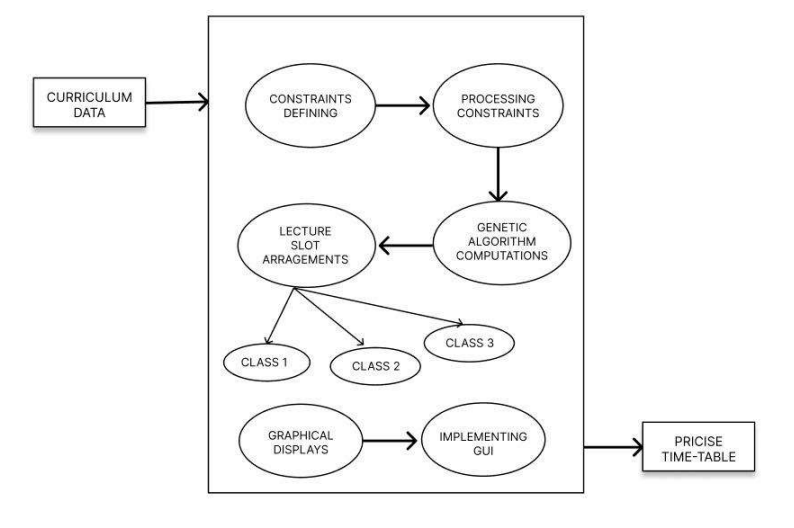 CURRICULUM
DATA
CONSTRAINTS
DEFINING
PROCESSING
CONSTRAINTS
GENETIC
ALGORITHM
COMPUTATIONS
LECTURE
SLOT
ARRAGEMENTS
CLASS 1
CLASS 2
CLASS 3
GRAPHICAL
DISPLAYS
IMPLEMENTING
GUI
PRICISE
TIME-TABLE